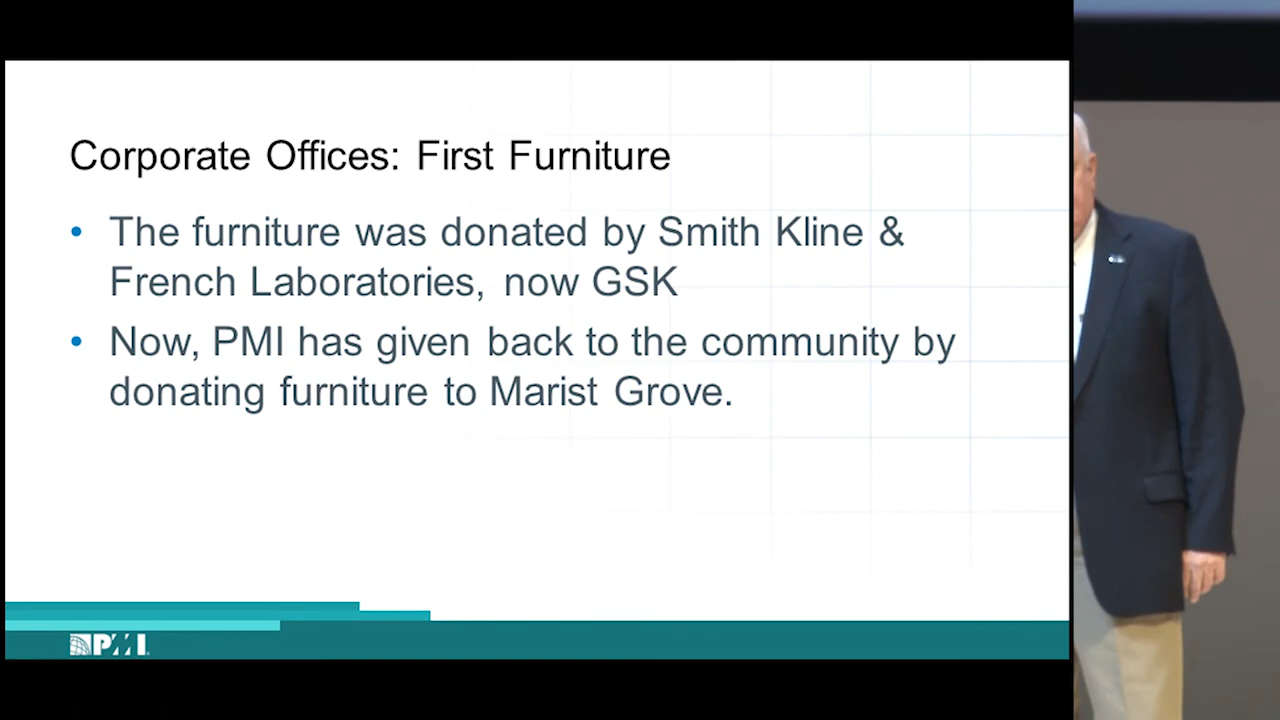 Corporate Offices: First Furniture
• The furniture was donated by Smith Kline &
French Laboratories, now GSK
• Now, PMI has given back to the community by
donating furniture to Marist Grove.
PMI